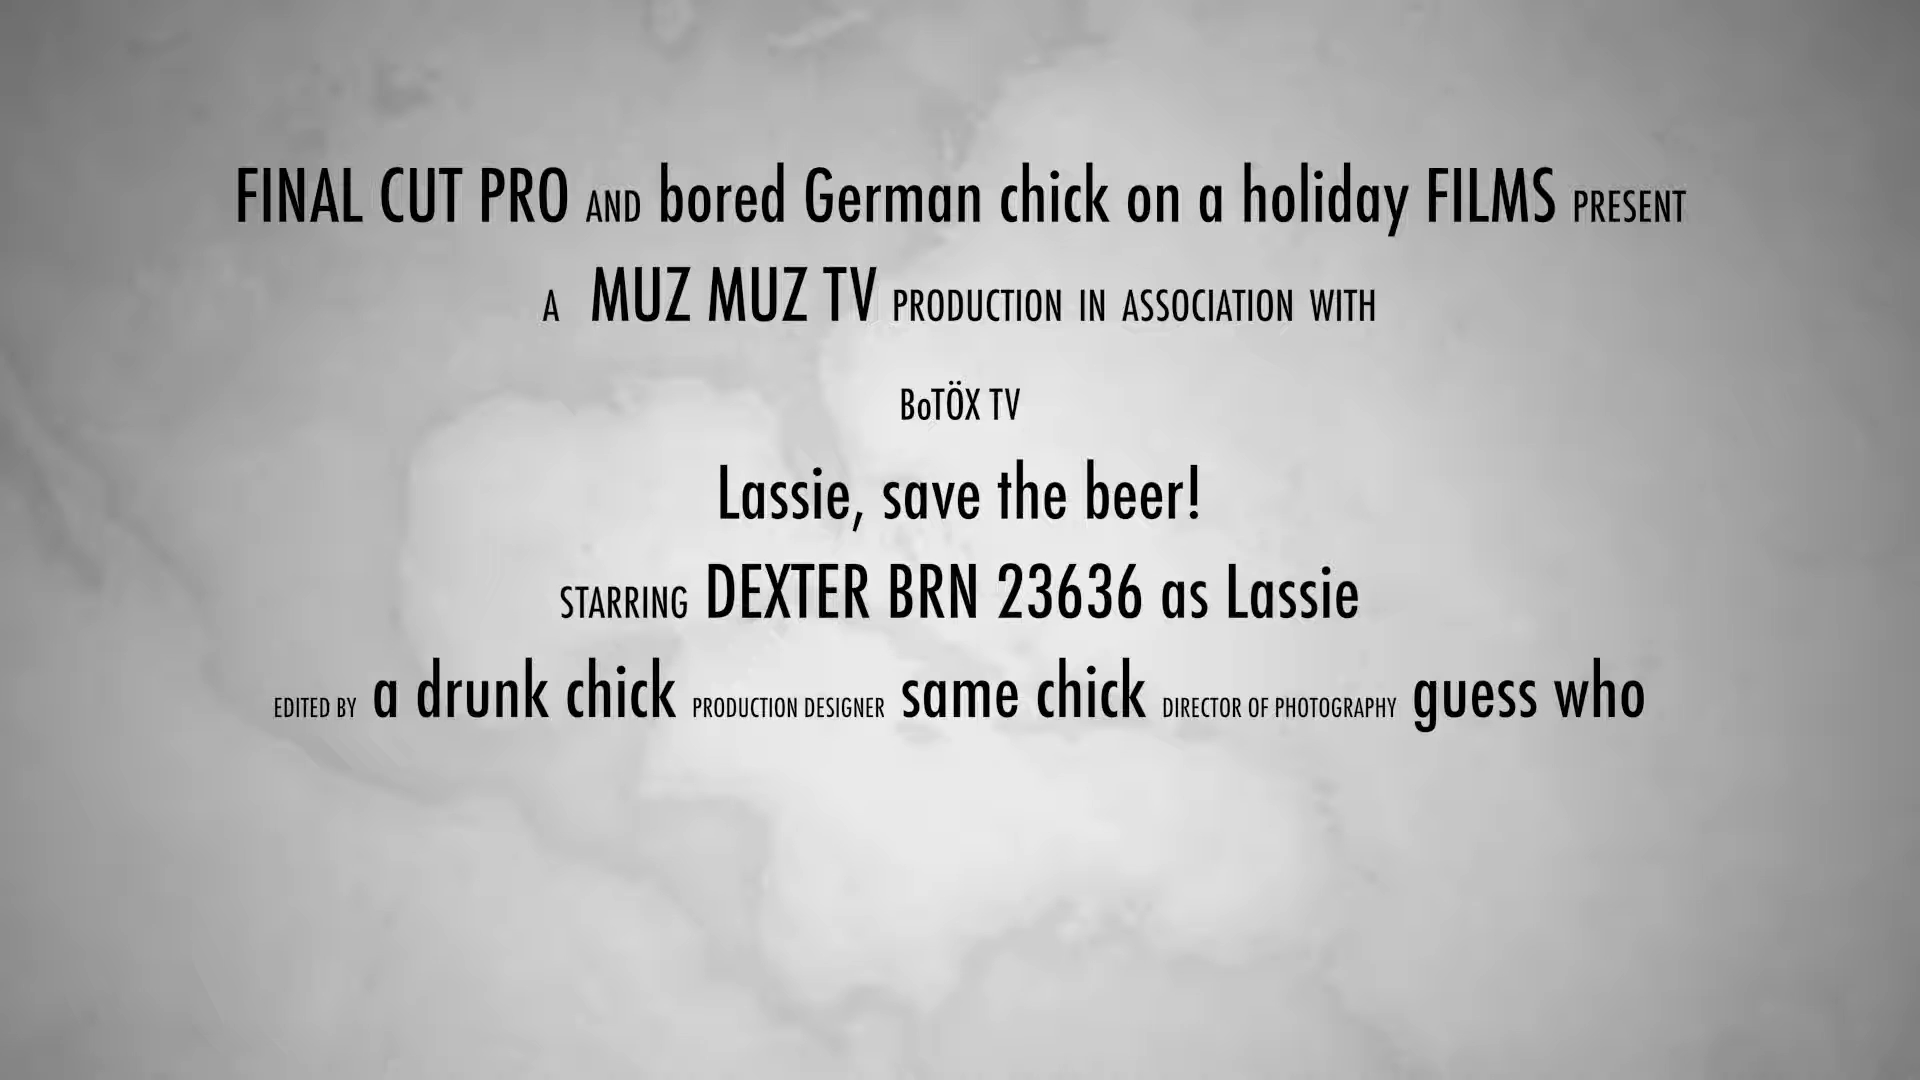 FINAL CUT PRO AND bored German chick on a holiday FILMS PRESENT
A MUZ MUZ TV PRODUCTION IN ASSOCIATION WITH
BoTÖX TV
Lassie, save the beer!
STARRING DEXTER BRN 23636 as Lassie
EDITED BY a drunk chick PRODUCTION DESIGNER same chick DIRECTOR OF PHOTOGRAPHY guess who